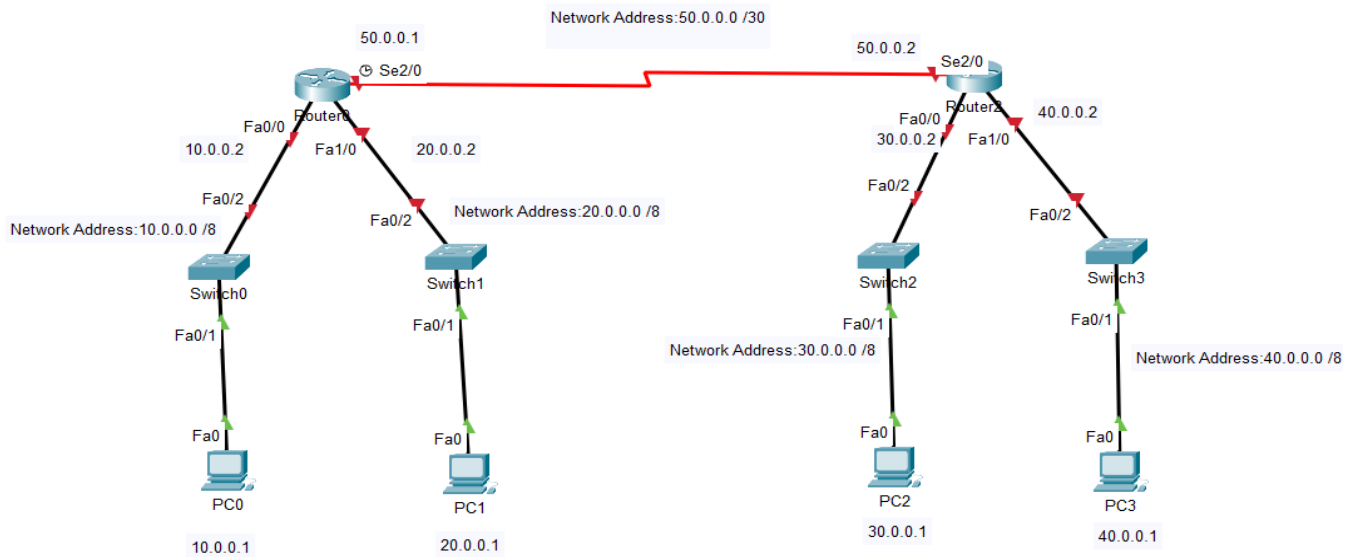 Network Address:50.0.0.0 /30
50.0.0.1
50.0.0.2
Se2/0
Se2/0
Router0
Router2
Fa0/0
Fa1/0
Fa0/0
Fa1/0
10.0.0.2
20.0.0.2
30.0.0.2
40.0.0.2
Fa0/2
Fa0/2
Fa0/2
Fa0/2
Network Address:10.0.0.0 /8
Network Address:20.0.0.0 /8
Switch0
Switch1
Switch2
Switch3
Fa0/1
Fa0/1
Fa0/1
Fa0/1
Network Address:30.0.0.0 /8
Network Address:40.0.0.0 /8
Fa0
Fa0
Fa0
Fa0
PC0
PC1
PC2
PC3
10.0.0.1
20.0.0.1
30.0.0.1
40.0.0.1